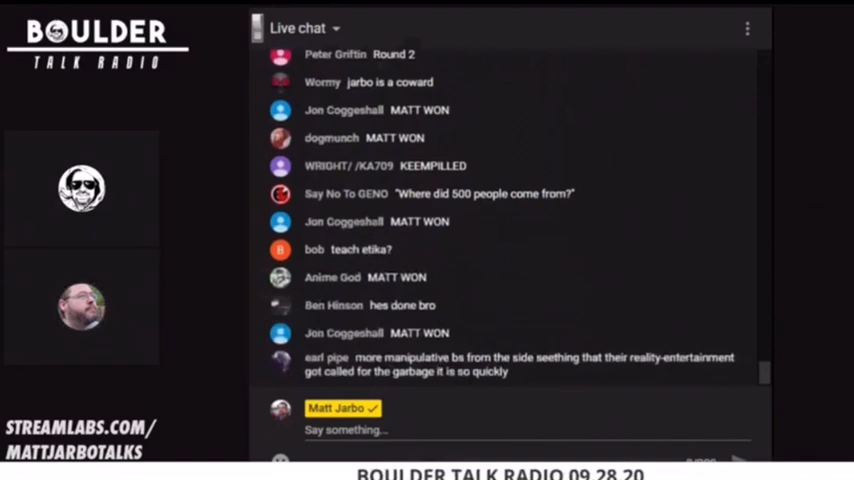 BOULDER
TALK RADIO
Live chat
Peter Griftin Round 2
Wormy jarbo is a coward
Jon Coggeshall MATT WON
dogmunch MATT WON
WRIGHT/ /KA709 KEEMPILLED
Say No To GENO "Where did 500 people come from?"
Jon Coggeshall MATT WON
B bob teach etika?
Anime God MATT WON
Ben Hinson hes done bro
Jon Coggeshall MATT WON
earl pipe more manipulative bs from the side seething that their reality-entertainment
got called for the garbage it is so quickly
Matt Jarbo
Say something...
STREAMLABS.COM/
MATTJARBOTALKS
BOULDER TALK RADIO 09.28.20